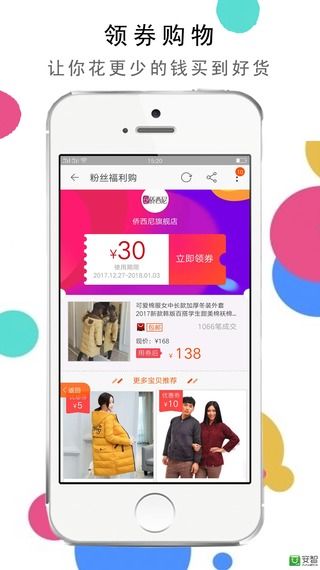 领券购物
让你花更少的钱买到好货
15:20
粉丝福利购
10
侨西尼
侨西尼旗舰店
¥30
使用期限
2017.12.27-2018.01.03
立即领券
可爱棉服女中长款加厚冬装外套
2017新款韩版百搭学生甜美棉袄棉...
包邮
1066笔成交
现价: ¥168
用券后 ¥ 138
更多宝贝推荐
返回
优惠券
¥5
优惠券
¥10
安智